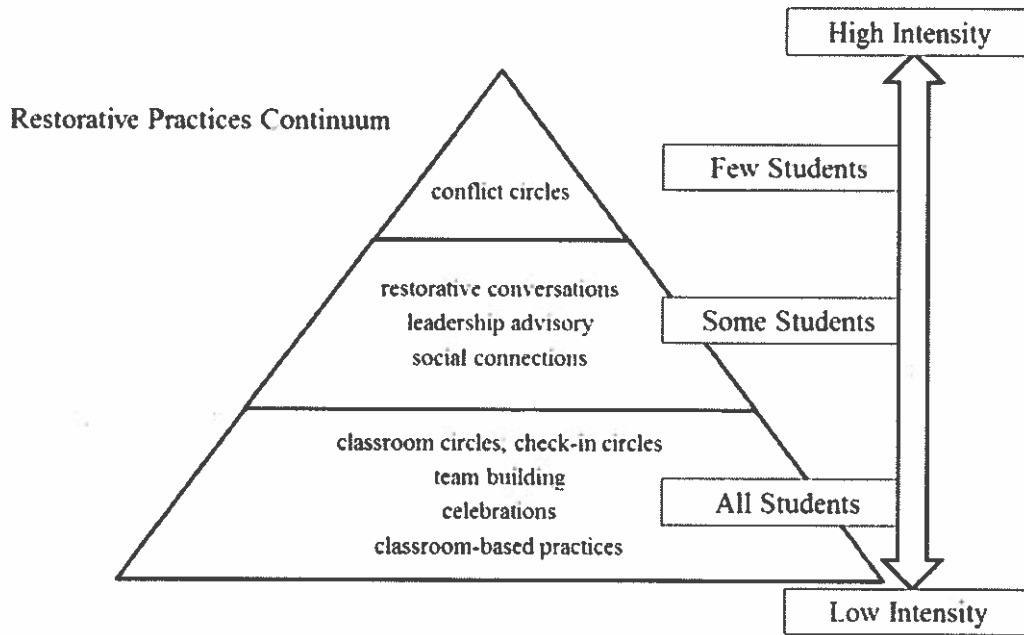 High Intensity
Restorative Practices Continuum
Few Students
conflict circles
restorative conversations
leadership advisory
social connections
Some Students
classroom circles, check-in circles
team building
celebrations
classroom-based practices
All Students
Low Intensity